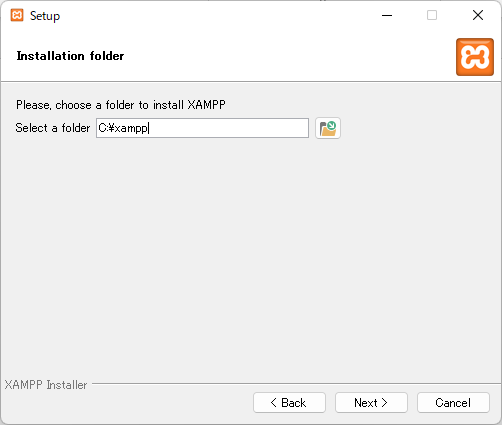 Setup
Installation folder
Please, choose a folder to install XAMPP
Select a folder C:¥xampp
XAMPP Installer
< Back Next > Cancel